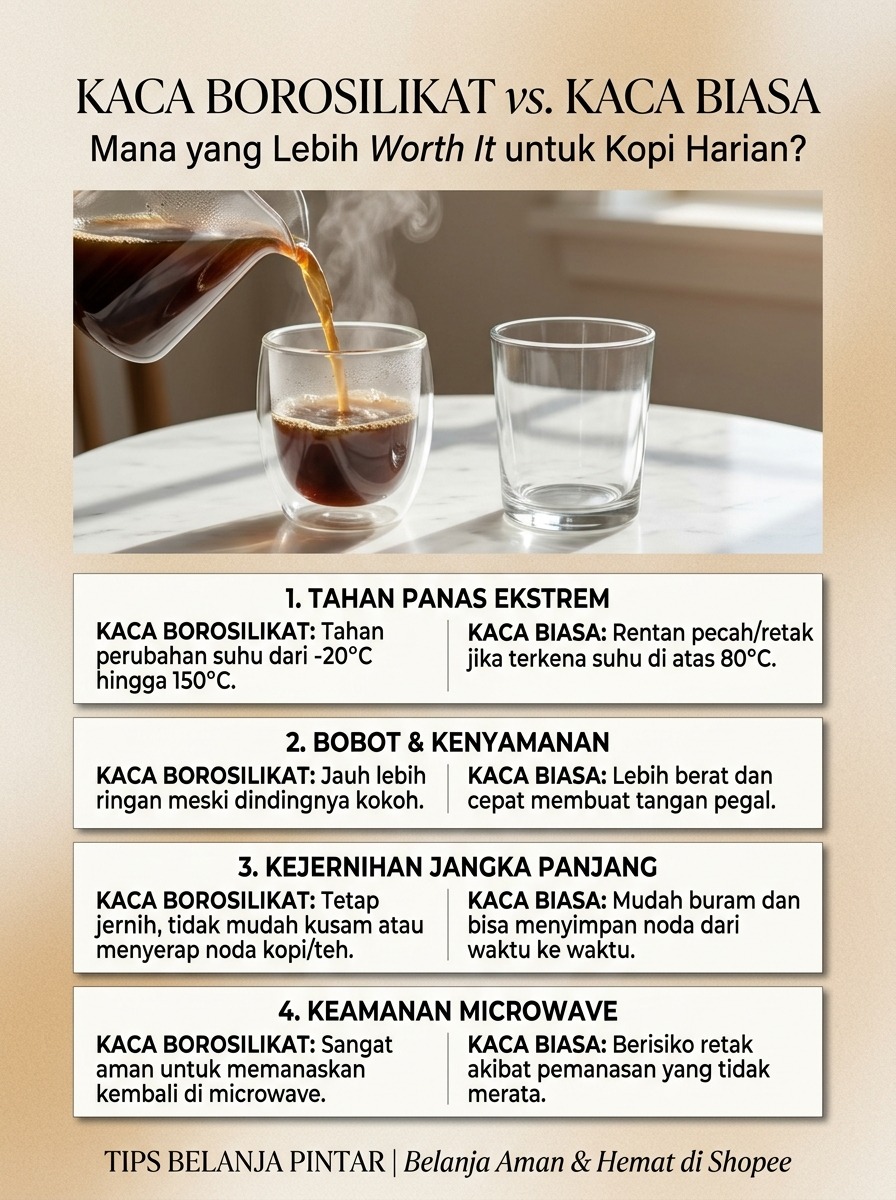 KACA BOROSILIKAT vs. KACA BIASA
Mana yang Lebih Worth It untuk Kopi Harian?
1. TAHAN PANAS EKSTREM
KACA BOROSILIKAT: Tahan
perubahan suhu dari -20°C
hingga 150°C.
KACA BIASA: Rentan pecah/retak
jika terkena suhu di atas 80°C.
2. BOBOT & KENYAMANAN
KACA BOROSILIKAT: Jauh lebih
ringan meski dindingnya kokoh.
KACA BIASA: Lebih berat dan
cepat membuat tangan pegal.
3. KEJERNIHAN JANGKA PANJANG
KACA BOROSILIKAT: Tetap
jernih, tidak mudah kusam atau
menyerap noda kopi/teh.
KACA BIASA: Mudah buram dan
bisa menyimpan noda dari
waktu ke waktu.
4. KEAMANAN MICROWAVE
KACA BOROSILIKAT: Sangat
aman untuk memanaskan
kembali di microwave.
KACA BIASA: Berisiko retak
akibat pemanasan yang tidak
merata.
TIPS BELANJA PINTAR | Belanja Aman & Hemat di Shopee